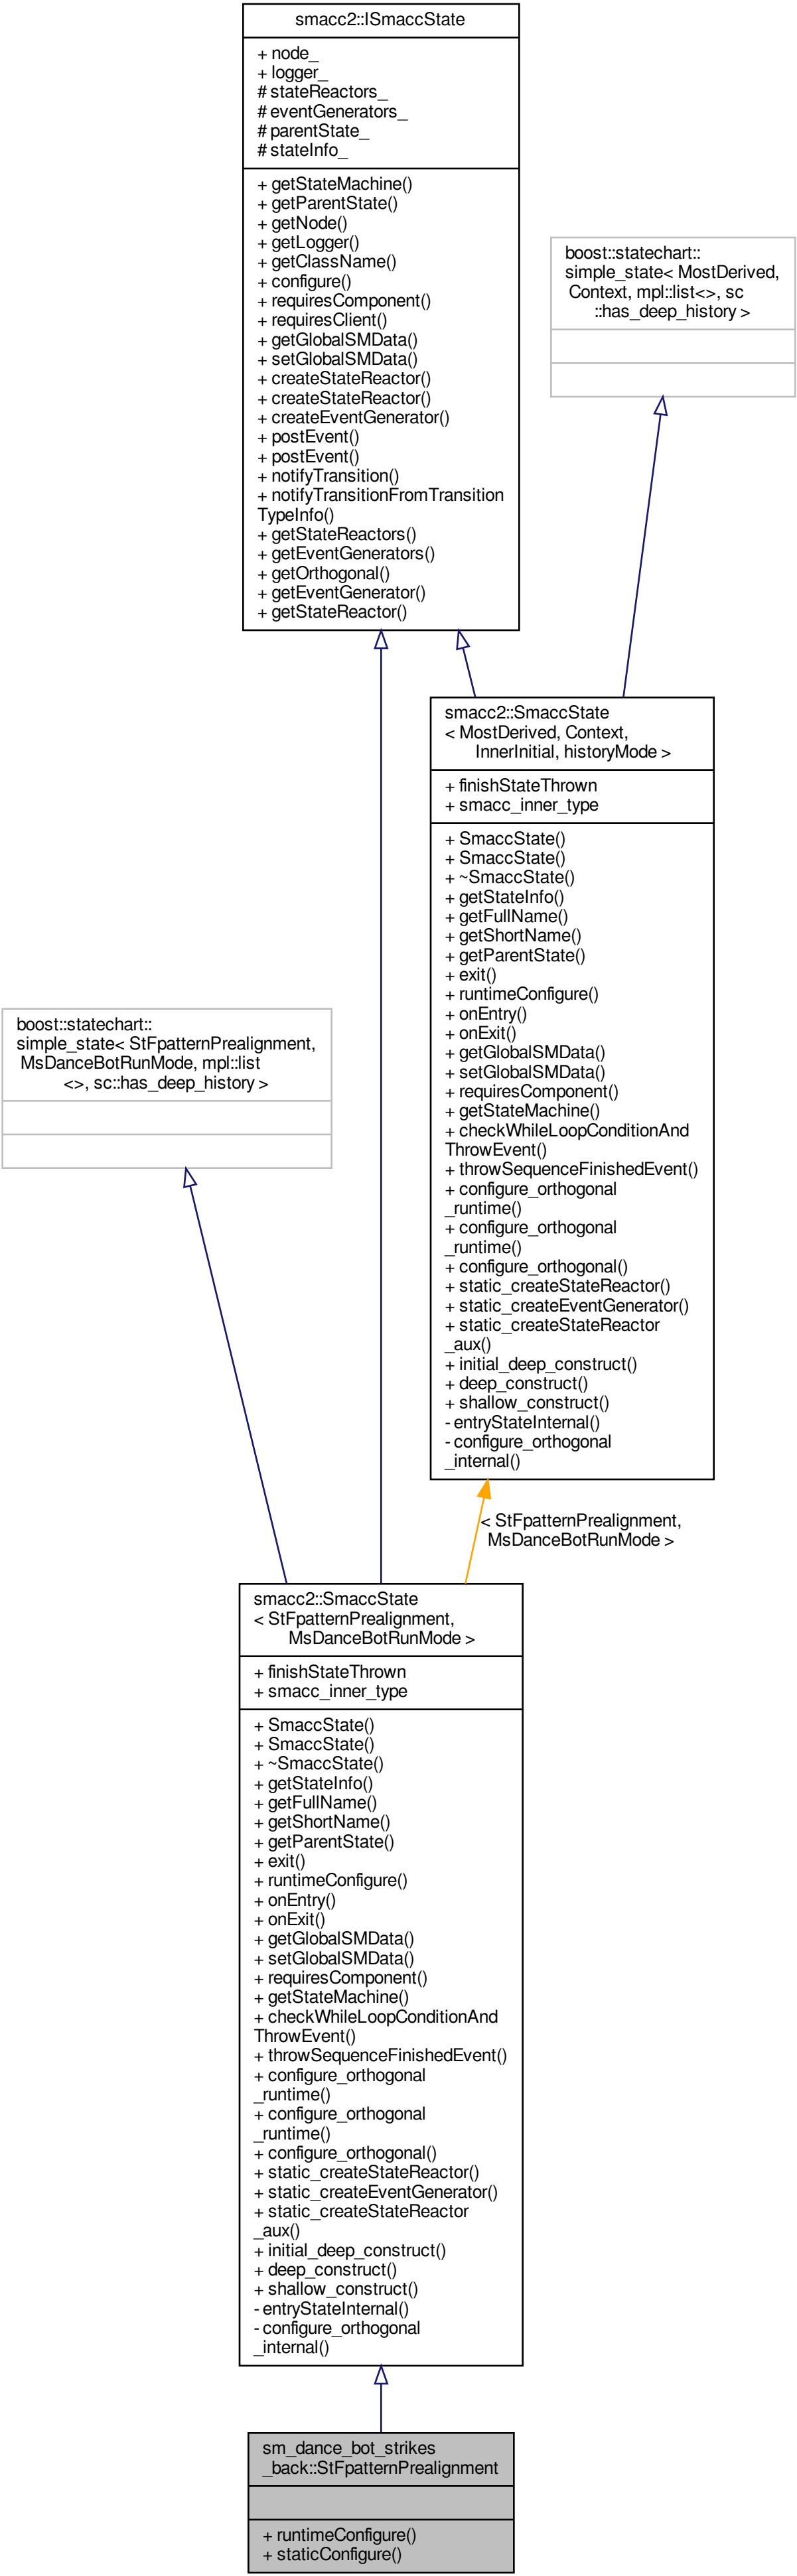 smacc2::ISmaccState
+ node_
+ logger_
# stateReactors_
# eventGenerators_
# parentState_
# stateInfo_
+ getStateMachine()
+ getParentState()
+ getNode()
+ getLogger()
+ getClassName()
+ configure()
+ requiresComponent()
+ requiresClient()
+ getGlobalSMData()
+ setGlobalSMData()
+ createStateReactor()
+ createStateReactor()
+ createEventGenerator()
+ postEvent()
+ postEvent()
+ notifyTransition()
+ notifyTransitionFromTransition
TypeInfo()
+ getStateReactors()
+ getEventGenerators()
+ getOrthogonal()
+ getEventGenerator()
+ getStateReactor()
boost::statechart::
simple_state< MostDerived,
Context, mpl::list<>, sc
::has_deep_history >
smacc2::SmaccState
< MostDerived, Context,
InnerInitial, historyMode >
+ finishStateThrown
+ smacc_inner_type
+ SmaccState()
+ SmaccState()
+ ~SmaccState()
+ getStateInfo()
+ getFullName()
+ getShortName()
+ getParentState()
+ exit()
+ runtimeConfigure()
+ onEntry()
+ onExit()
+ getGlobalSMData()
+ setGlobalSMData()
+ requiresComponent()
+ getStateMachine()
+ checkWhileLoopConditionAnd
ThrowEvent()
+ throwSequenceFinishedEvent()
+ configure_orthogonal
_runtime()
+ configure_orthogonal
_runtime()
+ configure_orthogonal()
+ static_createStateReactor()
+ static_createEventGenerator()
+ static_createStateReactor
_aux()
+ initial_deep_construct()
+ deep_construct()
+ shallow_construct()
- entryStateInternal()
- configure_orthogonal
_internal()
boost::statechart::
simple_state< StFpatternPrealignment,
MsDanceBotRunMode, mpl::list
<>, sc::has_deep_history >
< StFpatternPrealignment,
MsDanceBotRunMode >
smacc2::SmaccState
< StFpatternPrealignment,
MsDanceBotRunMode >
+ finishStateThrown
+ smacc_inner_type
+ SmaccState()
+ SmaccState()
+ ~SmaccState()
+ getStateInfo()
+ getFullName()
+ getShortName()
+ getParentState()
+ exit()
+ runtimeConfigure()
+ onEntry()
+ onExit()
+ getGlobalSMData()
+ setGlobalSMData()
+ requiresComponent()
+ getStateMachine()
+ checkWhileLoopConditionAnd
ThrowEvent()
+ throwSequenceFinishedEvent()
+ configure_orthogonal
_runtime()
+ configure_orthogonal
_runtime()
+ configure_orthogonal()
+ static_createStateReactor()
+ static_createEventGenerator()
+ static_createStateReactor
_aux()
+ initial_deep_construct()
+ deep_construct()
+ shallow_construct()
- entryStateInternal()
- configure_orthogonal
_internal()
sm_dance_bot_strikes
_back::StFpatternPrealignment
+ runtimeConfigure()
+ staticConfigure()